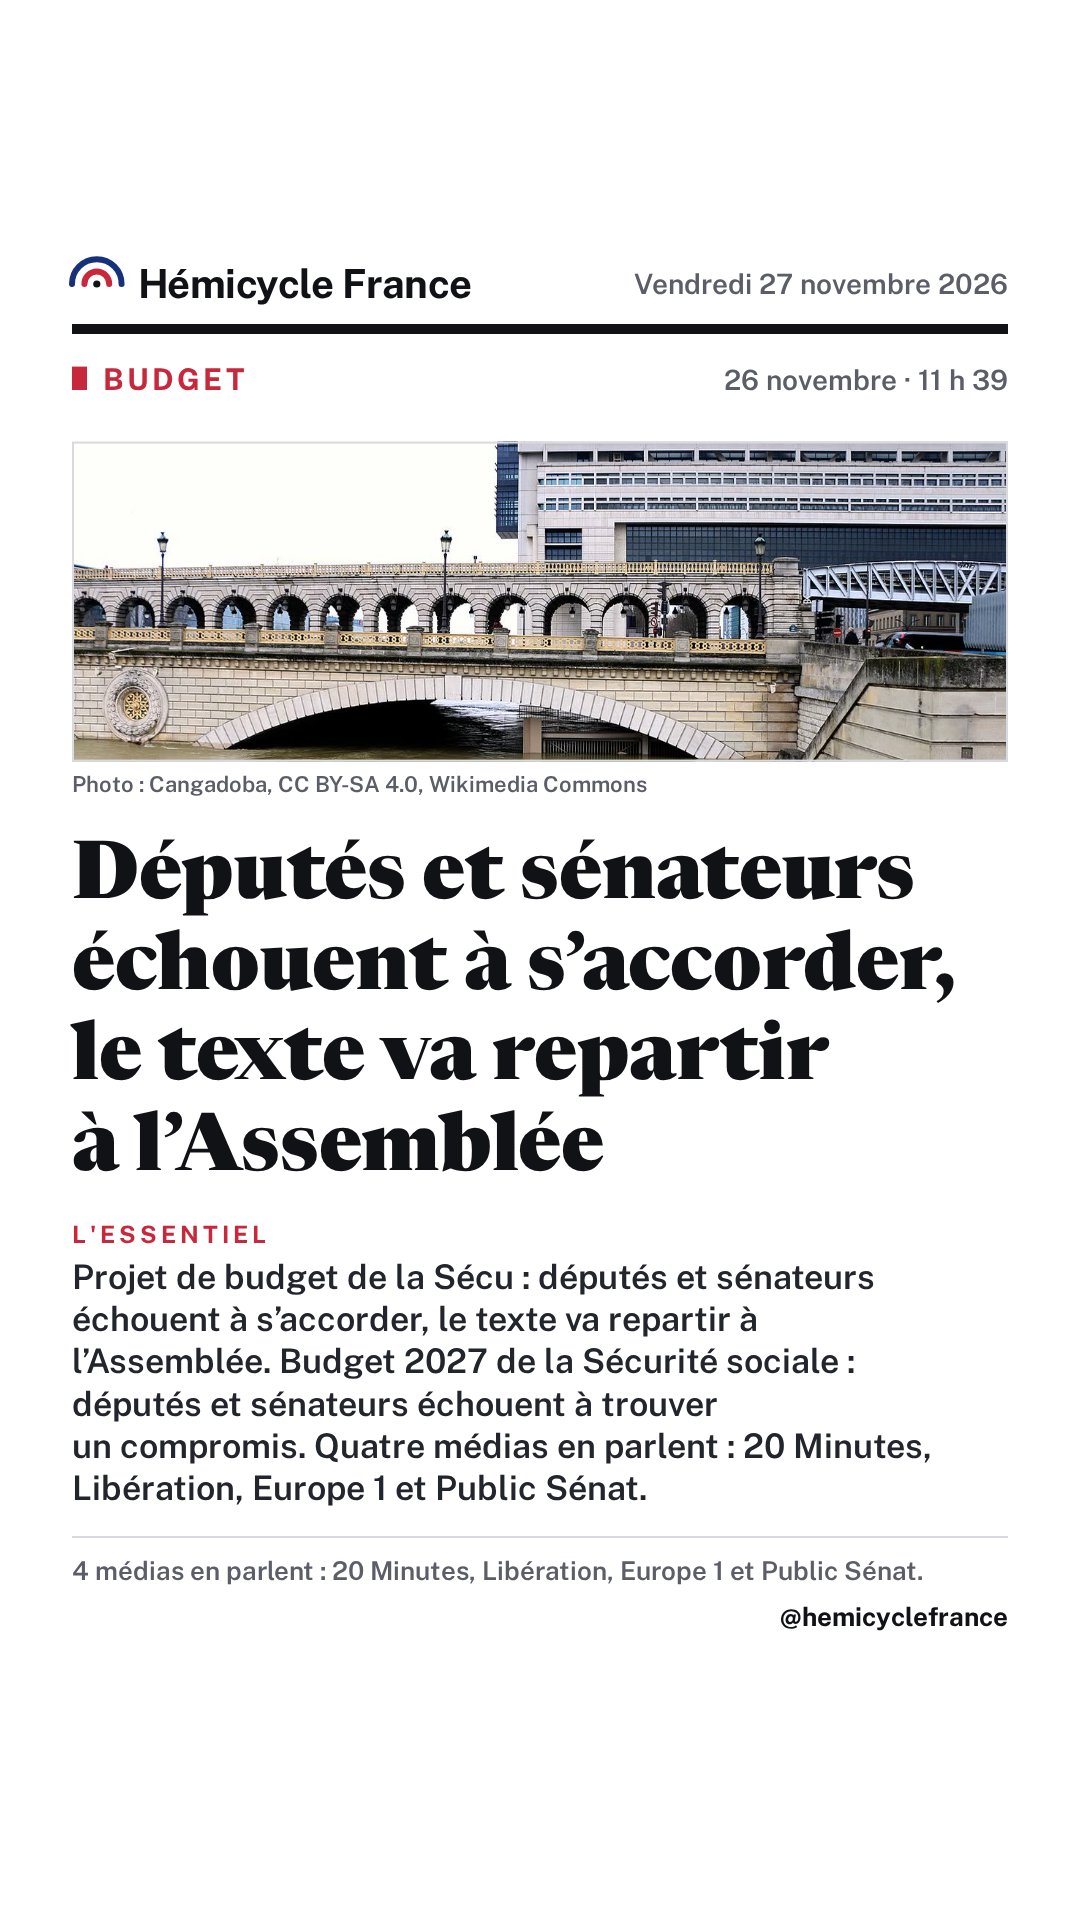 Hémicycle France
Vendredi 27 novembre 2026
BUDGET
26 novembre · 11 h 39
Photo : Cangadoba, CC BY-SA 4.0, Wikimedia Commons
Députés et sénateurs
échouent à s’accorder,
le texte va repartir
à l’Assemblée
L'ESSENTIEL
Projet de budget de la Sécu : députés et sénateurs
échouent à s’accorder, le texte va repartir à
l’Assemblée. Budget 2027 de la Sécurité sociale :
députés et sénateurs échouent à trouver
un compromis. Quatre médias en parlent : 20 Minutes,
Libération, Europe 1 et Public Sénat.
4 médias en parlent : 20 Minutes, Libération, Europe 1 et Public Sénat.
@hemicyclefrance